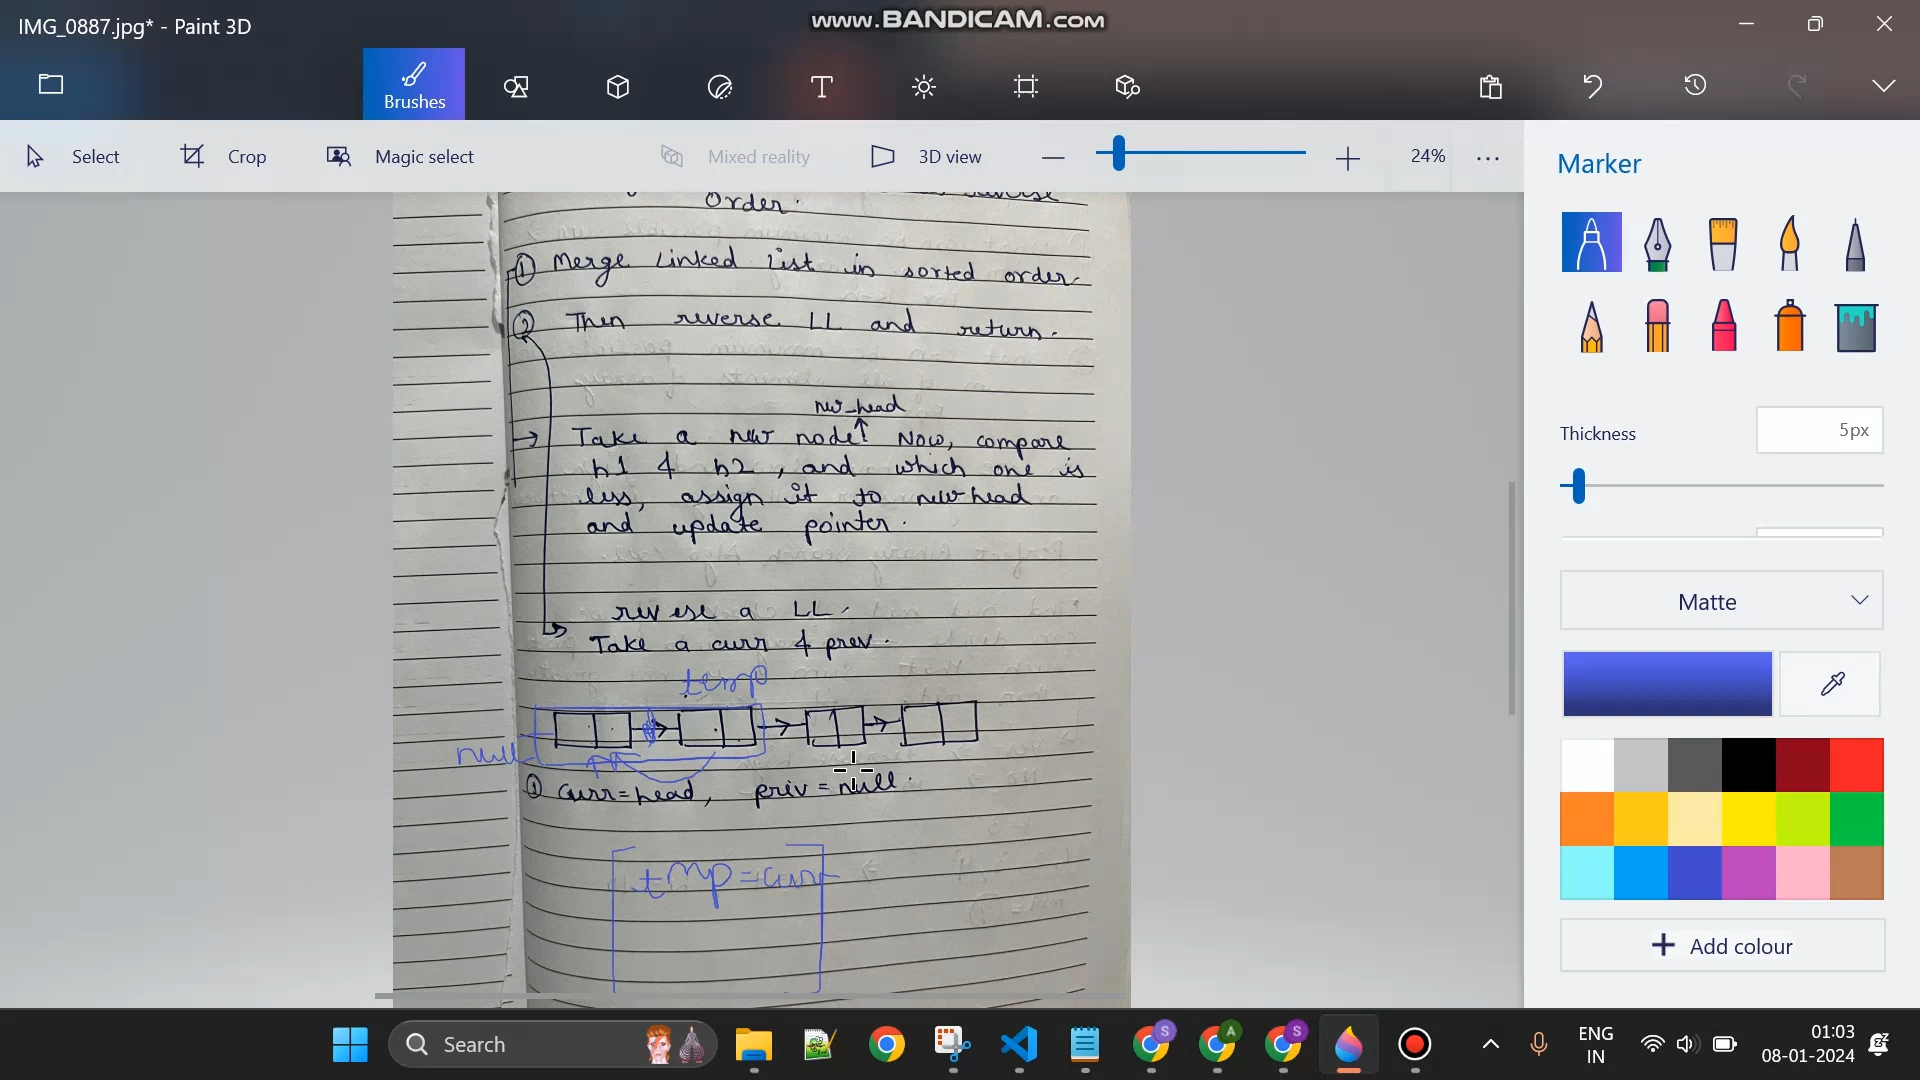 IMG_0887.jpg* - Paint 3D
www.BANDICAM.com
Brushes
Select
Crop
Magic select
Mixed reality
3D view
24%
Marker
Order.
① Merge Linked List in sorted order.
② Then reverse LL and return.
new_head
→ Take a new node. Now, compare
h1 & h2, and which one is
less, assign it to new head
and update pointer.
reverse a LL.
Take a curr & prev.
temp
null
① curr=head, priv = null.
tmp=curr
Thickness
5px
Matte
Add colour
Search
ENG
IN
01:03
08-01-2024